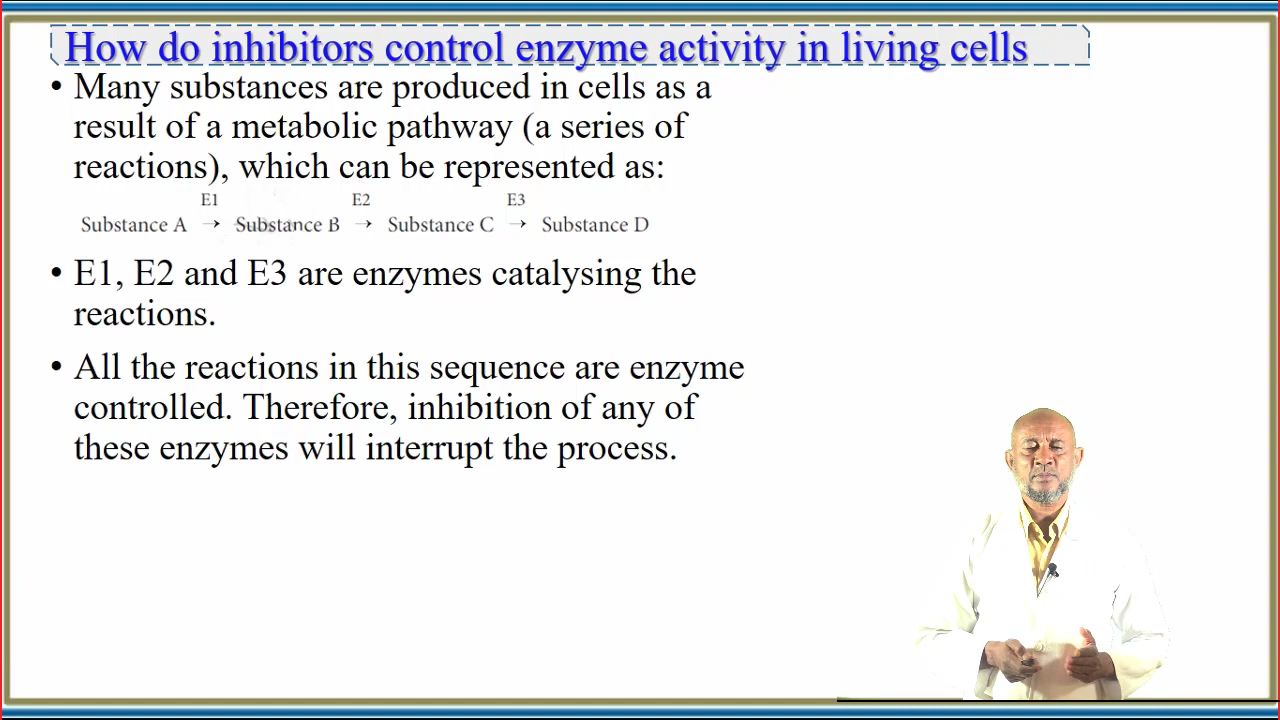 How do inhibitors control enzyme activity in living cells
• Many substances are produced in cells as a
result of a metabolic pathway (a series of
reactions), which can be represented as:
E1 E2 E3
Substance A → Substance B → Substance C → Substance D
• E1, E2 and E3 are enzymes catalysing the
reactions.
• All the reactions in this sequence are enzyme
controlled. Therefore, inhibition of any of
these enzymes will interrupt the process.